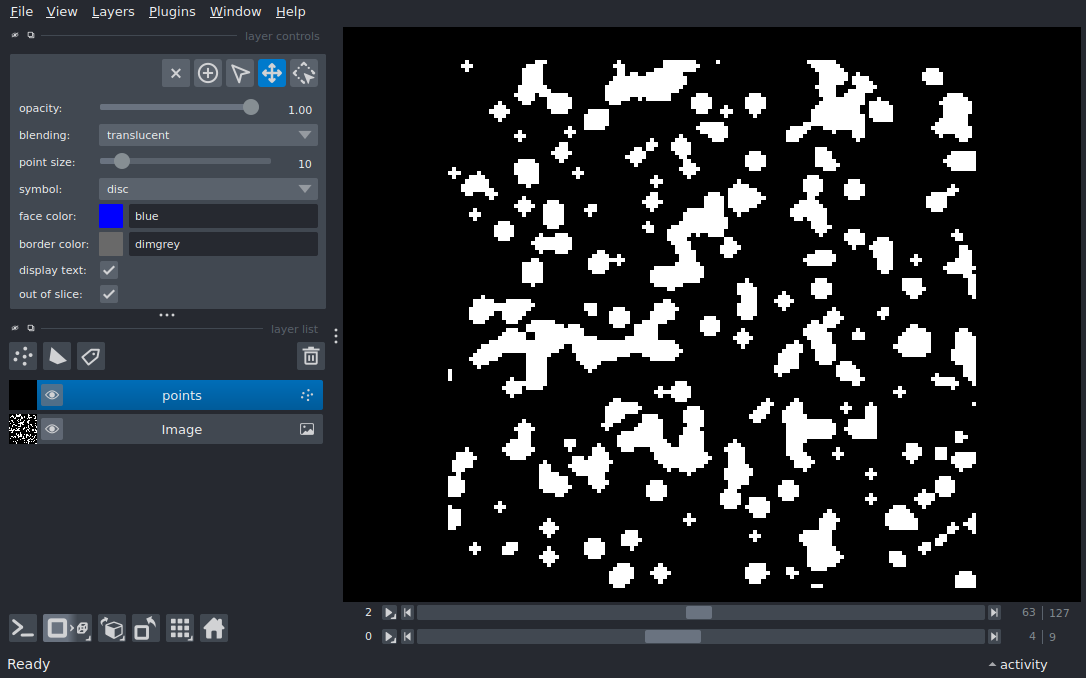 File View Layers Plugins Window Help
layer controls
opacity: 1.00
blending: translucent
point size: 10
symbol: disc
face color: blue
border color: dimgrey
display text:
out of slice:
layer list
points
Image
2 63 127
0 4 9
Ready activity